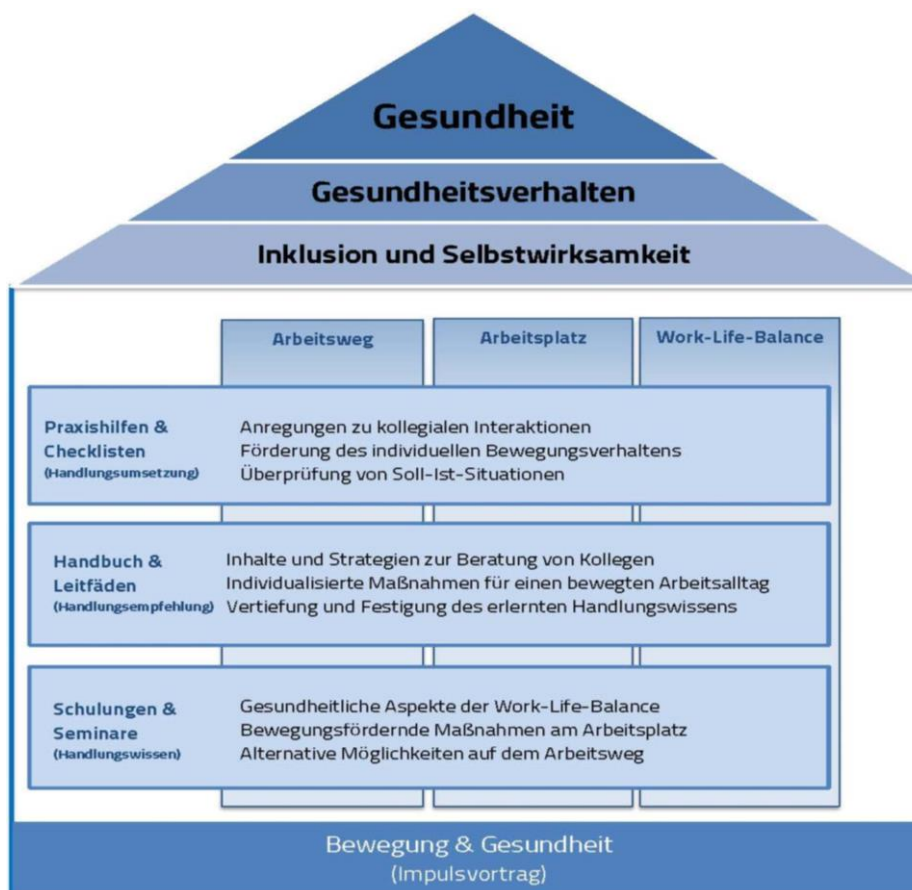 Gesundheit
Gesundheitsverhalten
Inklusion und Selbstwirksamkeit
Arbeitsweg
Arbeitsplatz
Work-Life-Balance
Praxishilfen &
Checklisten
(Handlungsumsetzung)
Anregungen zu kollegialen Interaktionen
Förderung des individuellen Bewegungsverhaltens
Überprüfung von Soll-Ist-Situationen
Handbuch &
Leitfäden
(Handlungsempfehlung)
Inhalte und Strategien zur Beratung von Kollegen
Individualisierte Maßnahmen für einen bewegten Arbeitsalltag
Vertiefung und Festigung des erlernten Handlungswissens
Schulungen &
Seminare
(Handlungswissen)
Gesundheitliche Aspekte der Work-Life-Balance
Bewegungsfördernde Maßnahmen am Arbeitsplatz
Alternative Möglichkeiten auf dem Arbeitsweg
Bewegung & Gesundheit
(Impulsvortrag)